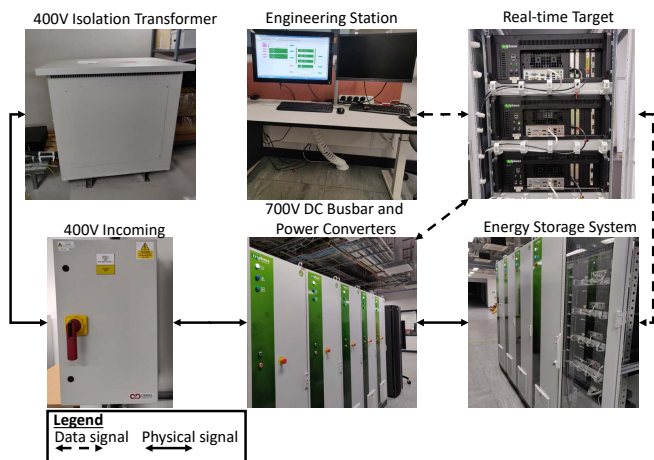 400V Isolation Transformer
Engineering Station
Real-time Target
400V Incoming
700V DC Busbar and
Power Converters
Energy Storage System
Legend
Data signal
Physical signal